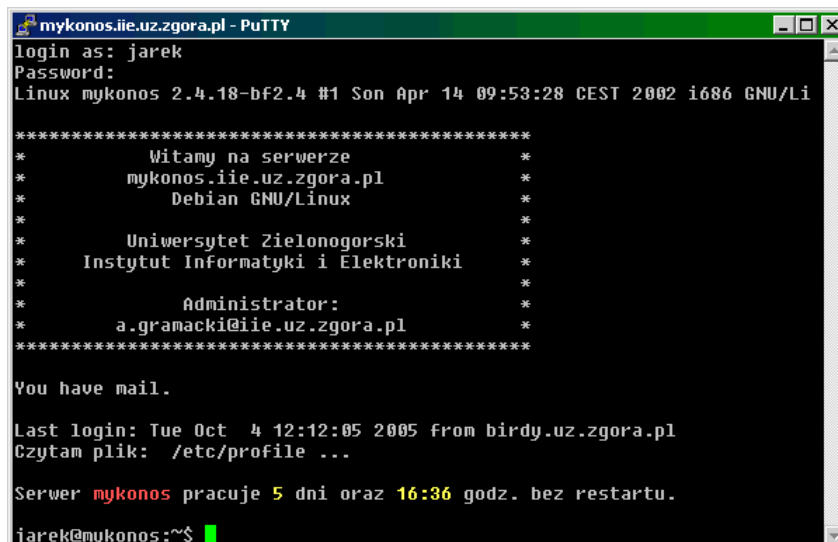 mykonos.iie.uz.zgora.pl - PuTTY
login as: jarek
Password:
Linux mykonos 2.4.18-bf2.4 #1 Son Apr 14 09:53:28 CEST 2002 i686 GNU/Li
**********************************************
* Witamy na serwerze *
* mykonos.iie.uz.zgora.pl *
* Debian GNU/Linux *
* *
* Uniwersytet Zielonogorski *
* Instytut Informatyki i Elektroniki *
* *
* Administrator: *
* a.gramacki@iie.uz.zgora.pl *
**********************************************
You have mail.
Last login: Tue Oct  4 12:12:05 2005 from birdy.uz.zgora.pl
Czytam plik:  /etc/profile ...
Serwer mykonos pracuje 5 dni oraz 16:36 godz. bez restartu.
jarek@mykonos:~$